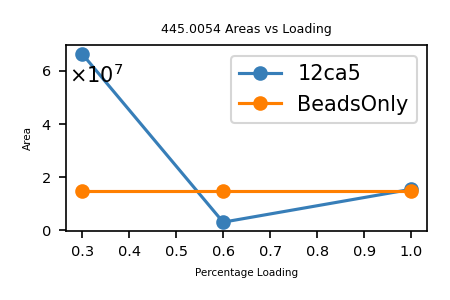 445.0054 Areas vs Loading
×10⁷
12ca5
BeadsOnly
Area
6
4
2
0
0.3 0.4 0.5 0.6 0.7 0.8 0.9 1.0
Percentage Loading